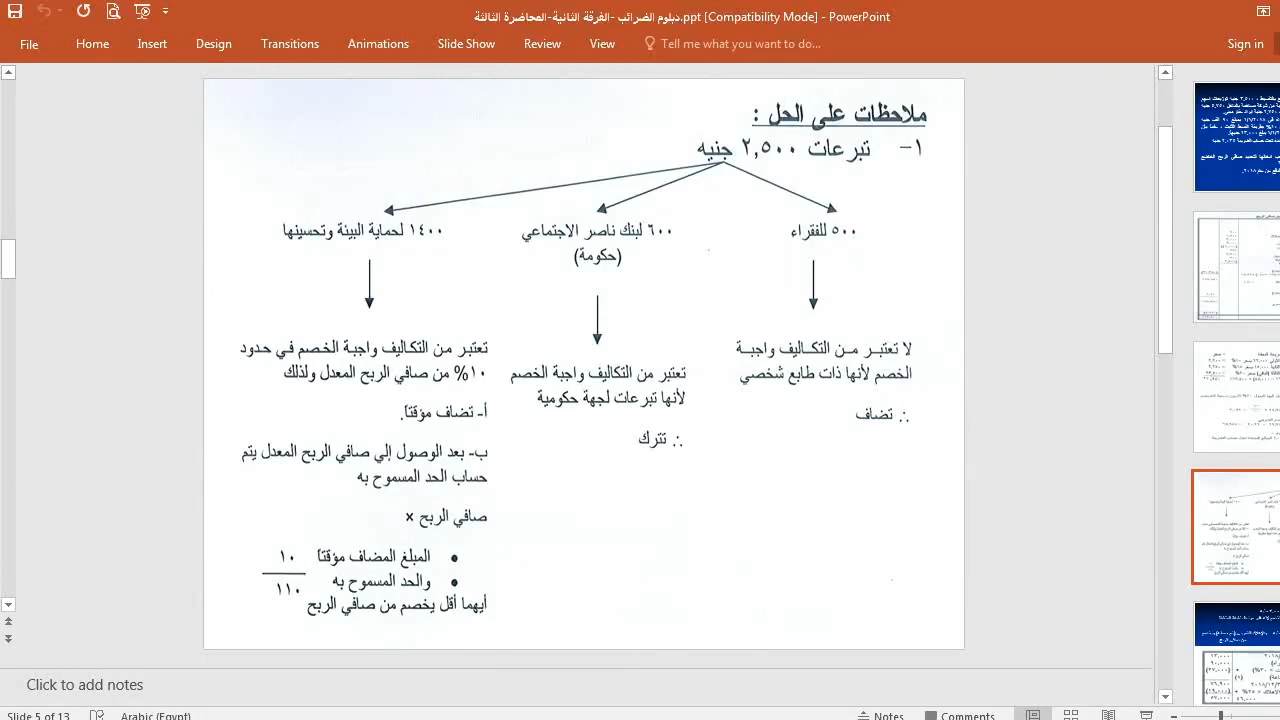 دبلوم الضرائب -الفرقة الثانية-المحاضرة الثالثة.ppt [Compatibility Mode] - PowerPoint
File Home Insert Design Transitions Animations Slide Show Review View Tell me what you want to do... Sign in
ملاحظات على الحل :
١- تبرعات ٢,٥٠٠ جنيه
٥٠٠ للفقراء
لا تعتبر من التكاليف واجبة
الخصم لأنها ذات طابع شخصي
∴ تضاف
٦٠٠ لبنك ناصر الاجتماعي
(حكومة)
تعتبر من التكاليف واجبة الخصم
لأنها تبرعات لجهة حكومية
∴ تترك
١٤٠٠ لحماية البيئة وتحسينها
تعتبر من التكاليف واجبة الخصم في حدود
١٠% من صافي الربح المعدل ولذلك
أ- تضاف مؤقتًا.
ب- بعد الوصول إلي صافي الربح المعدل يتم
حساب الحد المسموح به
صافي الربح ×
١٠
١١٠
• المبلغ المضاف مؤقتًا
• والحد المسموح به
أيهما أقل يخصم من صافي الربح
Click to add notes
Slide 5 of 13 Arabic (Egypt) Notes Comments